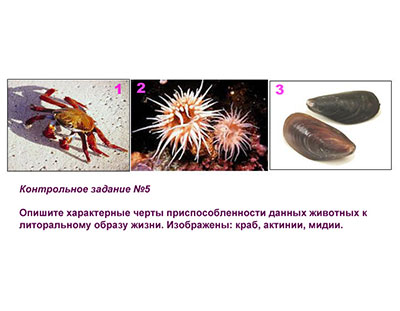 1 2 3
Контрольное задание №5
Опишите характерные черты приспособленности данных животных к
литоральному образу жизни. Изображены: краб, актинии, мидии.